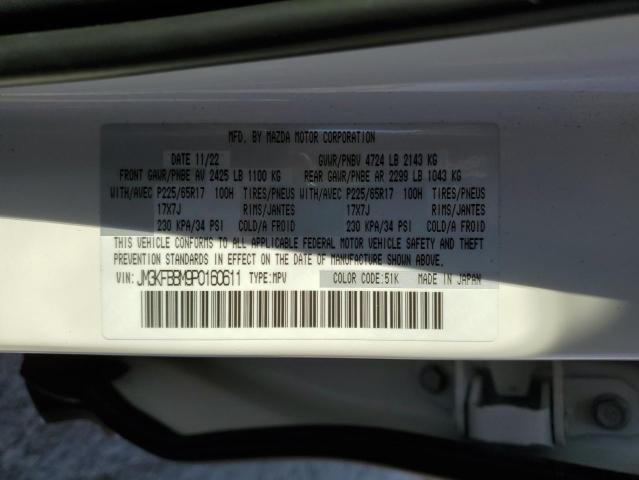 MFD. BY MAZDA MOTOR CORPORATION
DATE 11/22 GVWR/PNBV 4724 LB 2143 KG
FRONT GAWR/PNBE AV 2425 LB 1100 KG REAR GAWR/PNBE AR 2299 LB 1043 KG
WITH/AVEC P225/65R17 100H TIRES/PNEUS WITH/AVEC P225/65R17 100H TIRES/PNEUS
17X7J RIMS/JANTES 17X7J RIMS/JANTES
230 KPA/34 PSI COLD/A FROID 230 KPA/34 PSI COLD/A FROID
THIS VEHICLE CONFORMS TO ALL APPLICABLE FEDERAL MOTOR VEHICLE SAFETY, BUMPER,
AND THEFT PREVENTION STANDARDS IN EFFECT ON THE DATE OF MANUFACTURE SHOWN ABOVE.
VIN: JM3KFBBM9P0160611 TYPE:MPV COLOR CODE:51K MADE IN JAPAN